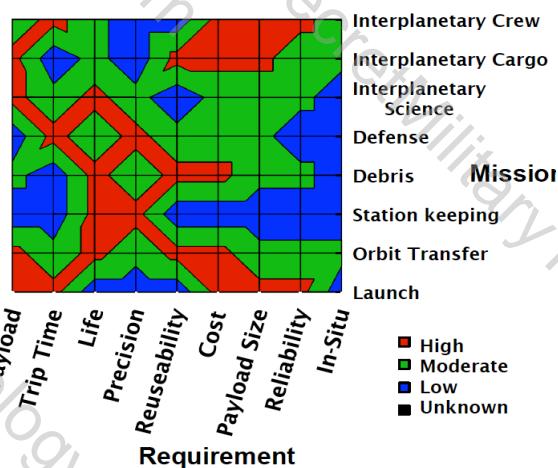 Interplanetary Crew
Interplanetary Cargo
Interplanetary
Science
Defense
Debris
Mission
Station keeping
Orbit Transfer
Launch
Trip Time
Life
Precision
Reuseability
Cost
Payload Size
Reliability
In-Situ
High
Moderate
Low
Unknown
Requirement